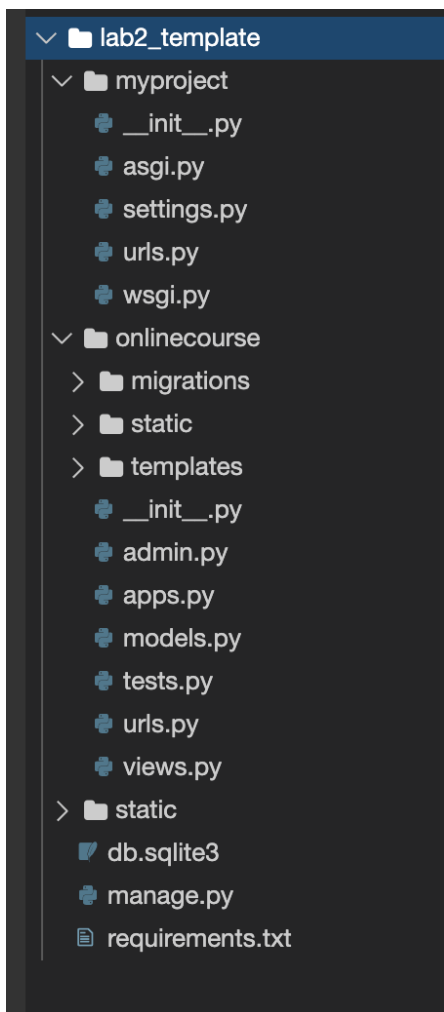 lab2_template
myproject
__init__.py
asgi.py
settings.py
urls.py
wsgi.py
onlinecourse
migrations
static
templates
__init__.py
admin.py
apps.py
models.py
tests.py
urls.py
views.py
static
db.sqlite3
manage.py
requirements.txt